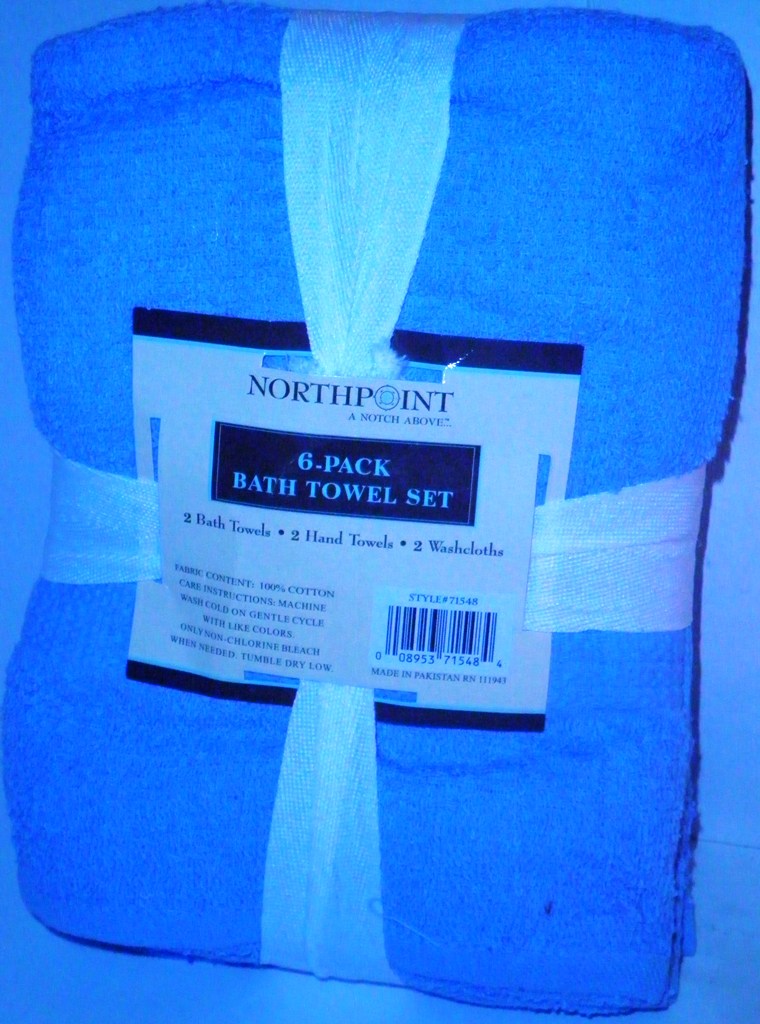 NORTHPOINT
A NOTCH ABOVE™.
6-PACK
BATH TOWEL SET
2 Bath Towels • 2 Hand Towels • 2 Washcloths
FABRIC CONTENT: 100% COTTON
CARE INSTRUCTIONS: MACHINE
WASH COLD ON GENTLE CYCLE
WITH LIKE COLORS.
ONLY NON-CHLORINE BLEACH
WHEN NEEDED. TUMBLE DRY LOW.
STYLE#71548
0 08953 71548 4
MADE IN PAKISTAN RN 111943